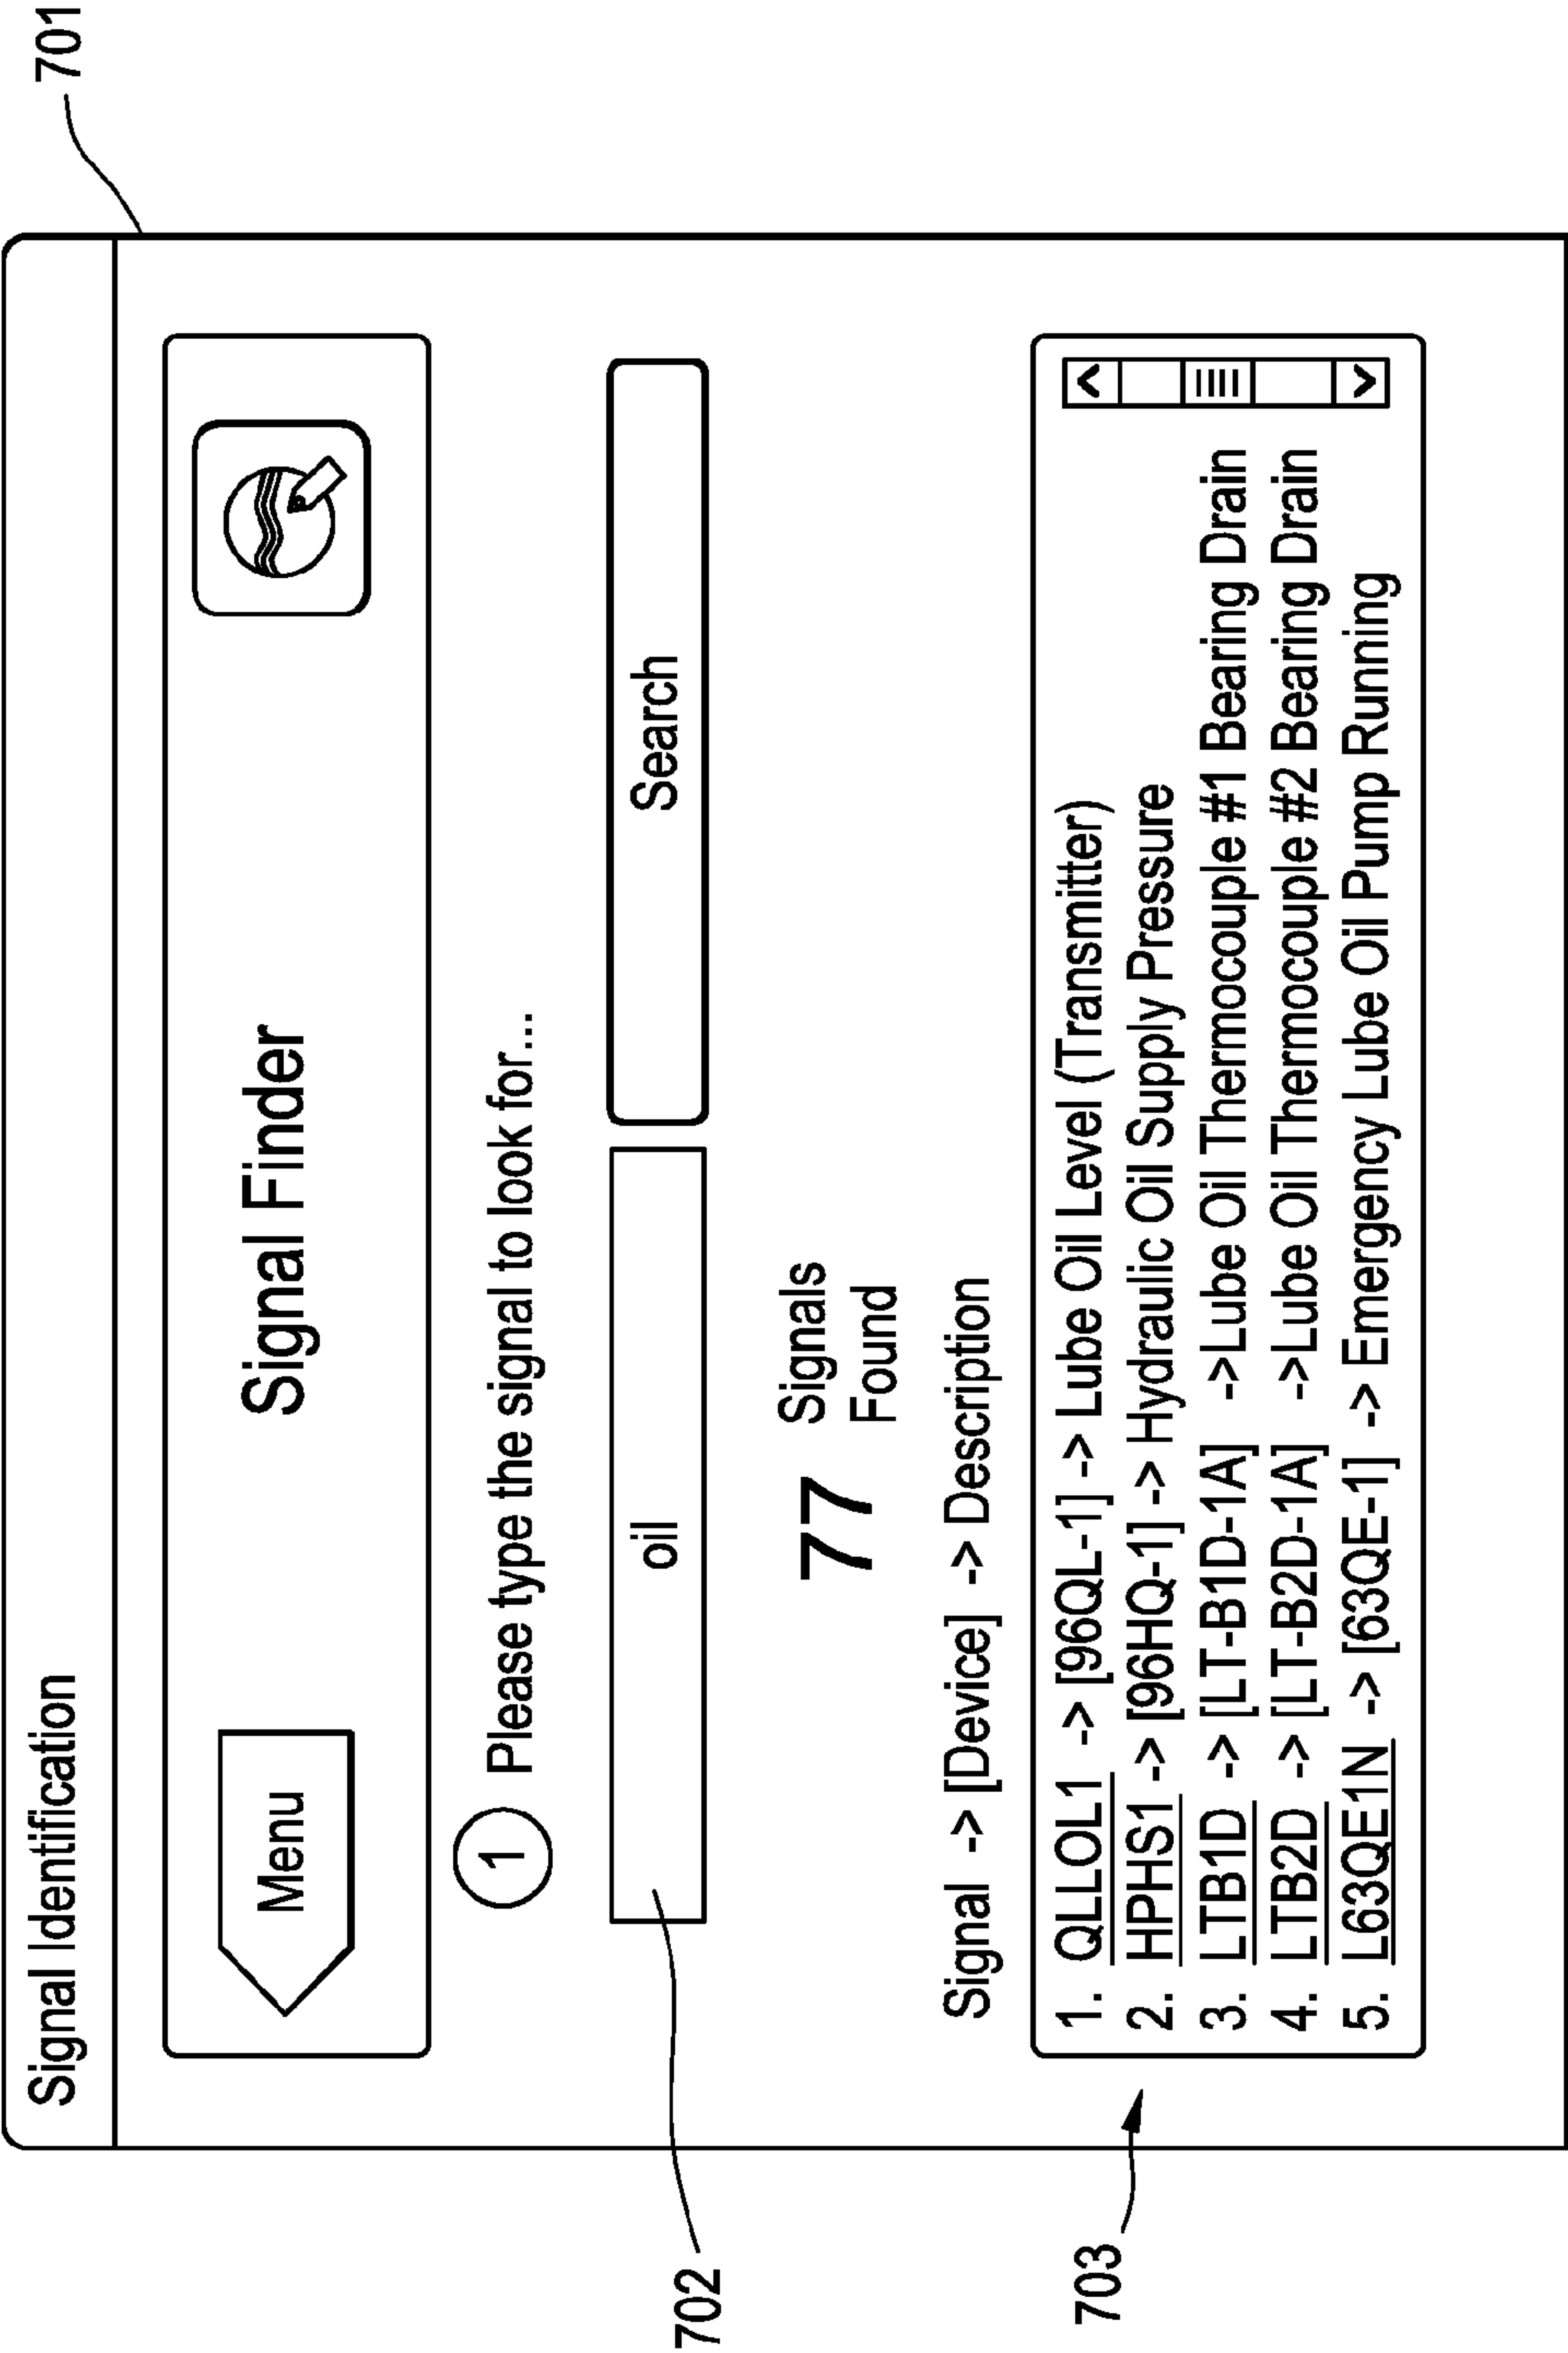 701
Signal Identification
Menu
Signal Finder
1 Please type the signal to look for...
oil
Search
702
77 Signals
Found
Signal -> [Device] -> Description
703
1. QLLOL1 -> [96QL-1] -> Lube Oil Level (Transmitter)
2. HPHS1 -> [96HQ-1] -> Hydraulic Oil Supply Pressure
3. LTB1D -> [LT-B1D-1A] ->Lube Oil Thermocouple #1 Bearing Drain
4. LTB2D -> [LT-B2D-1A] ->Lube Oil Thermocouple #2 Bearing Drain
5. L63QE1N -> [63QE-1] -> Emergency Lube Oil Pump Running